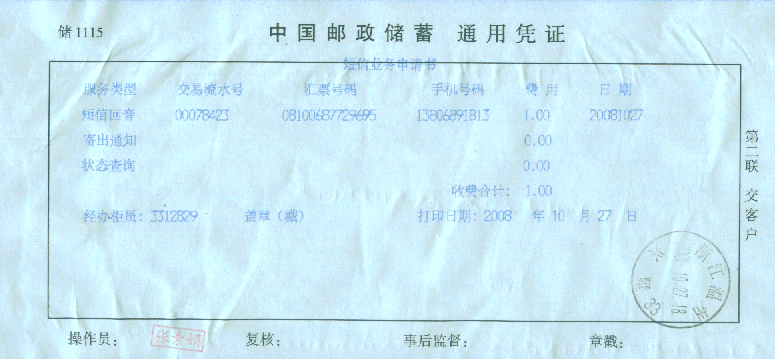 储1115 中国邮政储蓄 通用凭证
短信业务申请书
服务类型 交易流水号 汇票号码 手机号码 费用 日期
短信回音 00078423 08100687729695 13806891813 1.00 20081027
寄出通知 0.00
状态查询 0.00
收费合计: 1.00
经办柜员: 3312829 盖章（戳） 打印日期: 2008 年 10 月 27 日
第二联 交客户
浙江温州
33
操作员: 复核: 事后监督: 章戳: